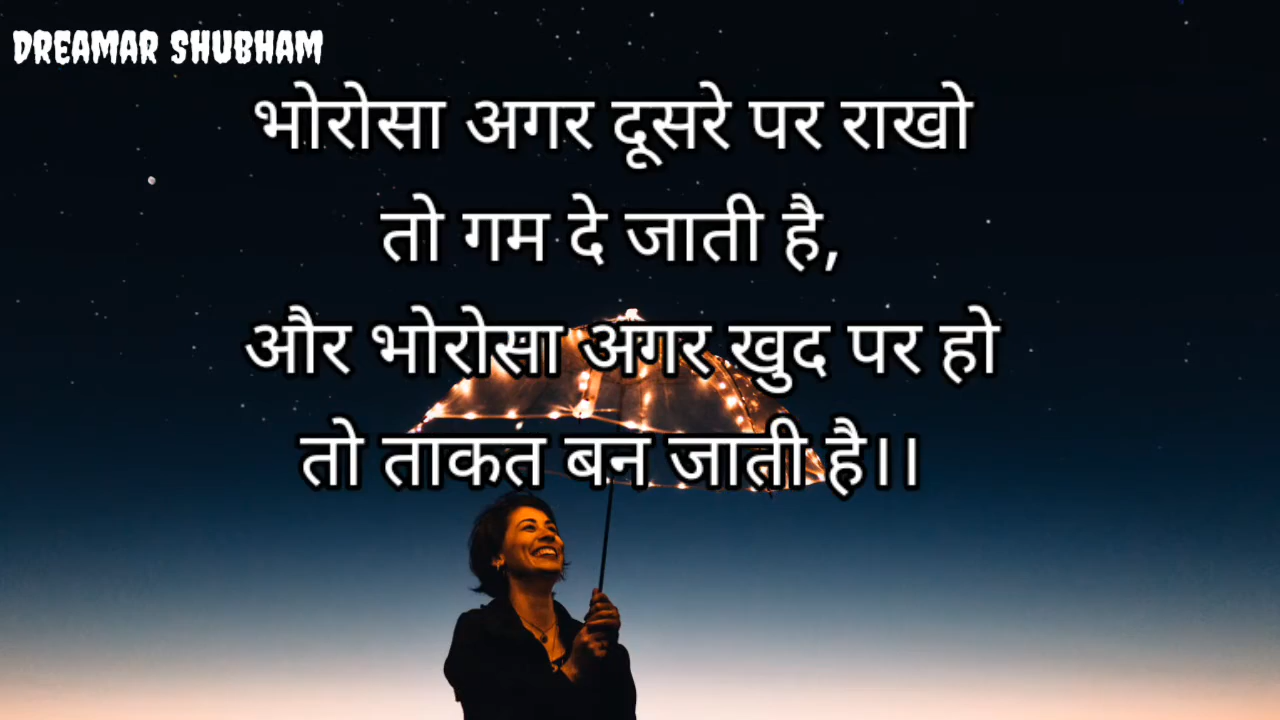 DREAMAR SHUBHAM
भोरोसा अगर दूसरे पर राखो
तो गम दे जाती है,
और भोरोसा अगर खुद पर हो
तो ताकत बन जाती है।।